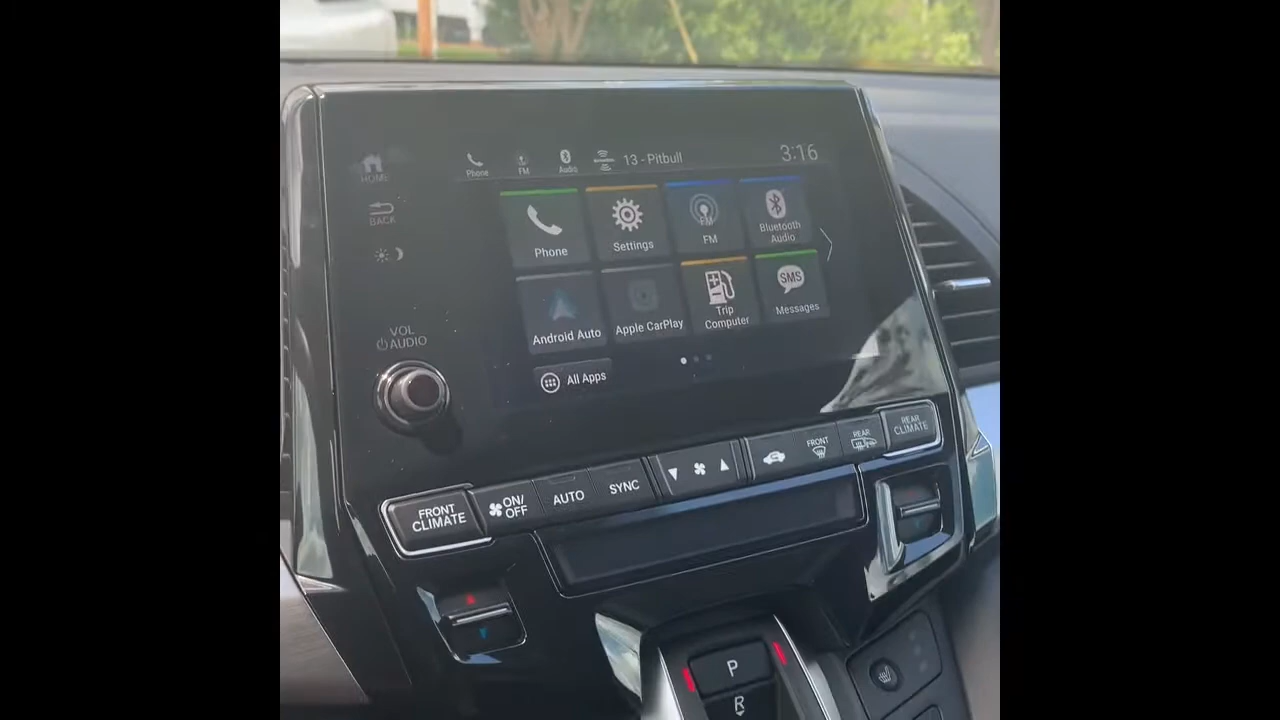 Phone FM Audio 13 - Pitbull 3:16
HOME
BACK
Phone
Settings
FM
FM
Bluetooth
Audio
Android Auto
Apple CarPlay
Trip
Computer
SMS
Messages
All Apps
VOL
AUDIO
FRONT
CLIMATE
ON/
OFF
AUTO
SYNC
FRONT
REAR
REAR
CLIMATE
P
R